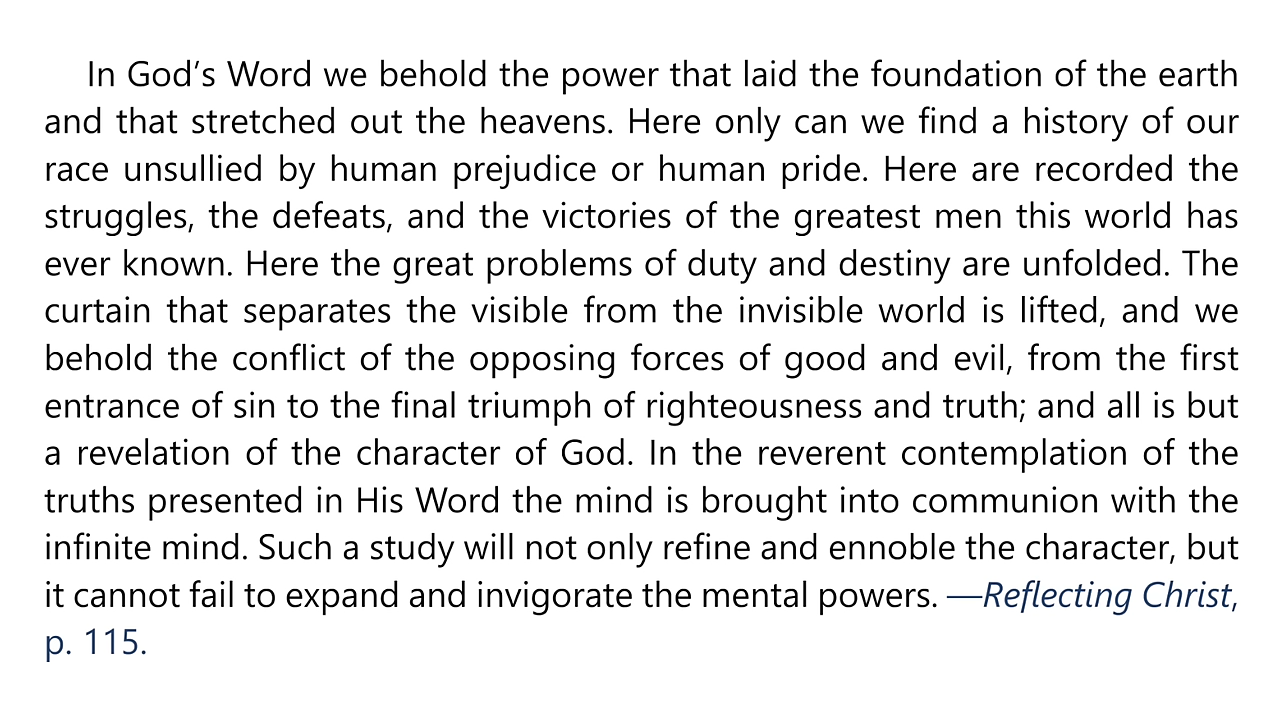 In God’s Word we behold the power that laid the foundation of the earth
and that stretched out the heavens. Here only can we find a history of our
race unsullied by human prejudice or human pride. Here are recorded the
struggles, the defeats, and the victories of the greatest men this world has
ever known. Here the great problems of duty and destiny are unfolded. The
curtain that separates the visible from the invisible world is lifted, and we
behold the conflict of the opposing forces of good and evil, from the first
entrance of sin to the final triumph of righteousness and truth; and all is but
a revelation of the character of God. In the reverent contemplation of the
truths presented in His Word the mind is brought into communion with the
infinite mind. Such a study will not only refine and ennoble the character, but
it cannot fail to expand and invigorate the mental powers. —Reflecting Christ,
p. 115.